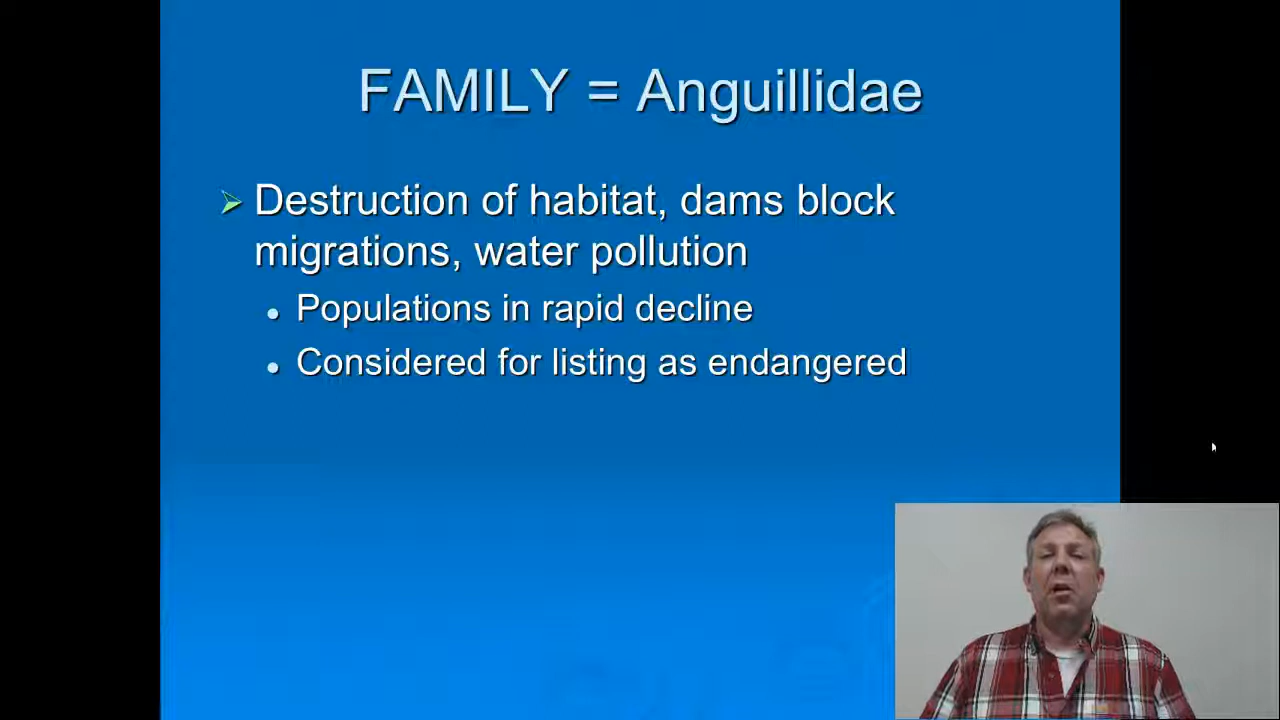 FAMILY = Anguillidae
Destruction of habitat, dams block
migrations, water pollution
Populations in rapid decline
Considered for listing as endangered